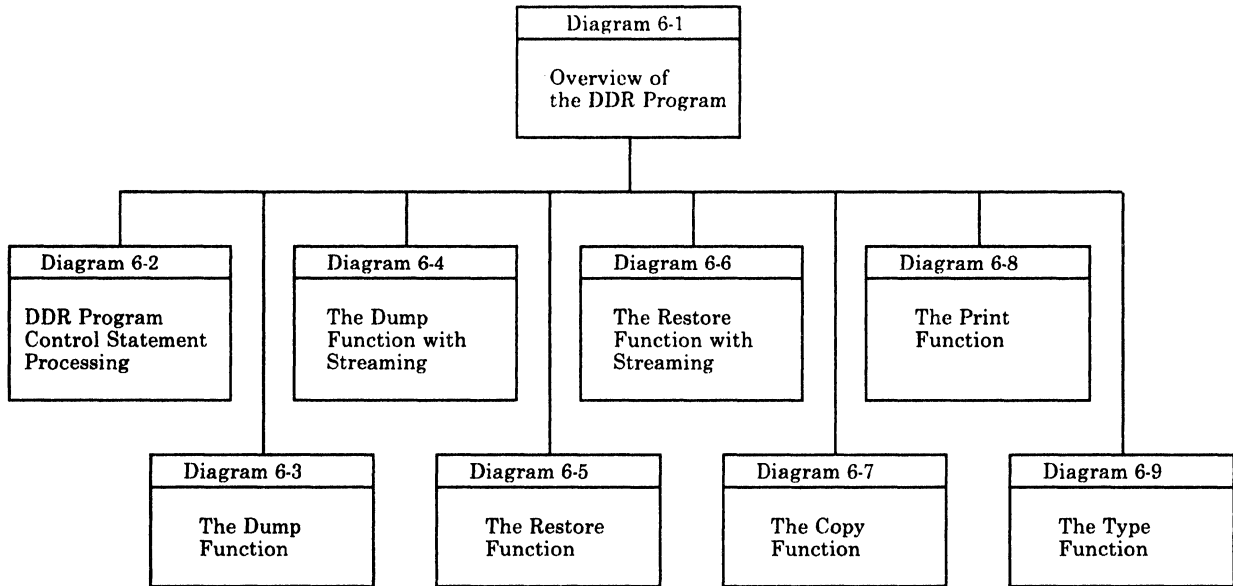 Diagram 6-1
Overview of
the DDR Program
Diagram 6-2
DDR Program
Control Statement
Processing
Diagram 6-4
The Dump
Function with
Streaming
Diagram 6-6
The Restore
Function with
Streaming
Diagram 6-8
The Print
Function
Diagram 6-3
The Dump
Function
Diagram 6-5
The Restore
Function
Diagram 6-7
The Copy
Function
Diagram 6-9
The Type
Function